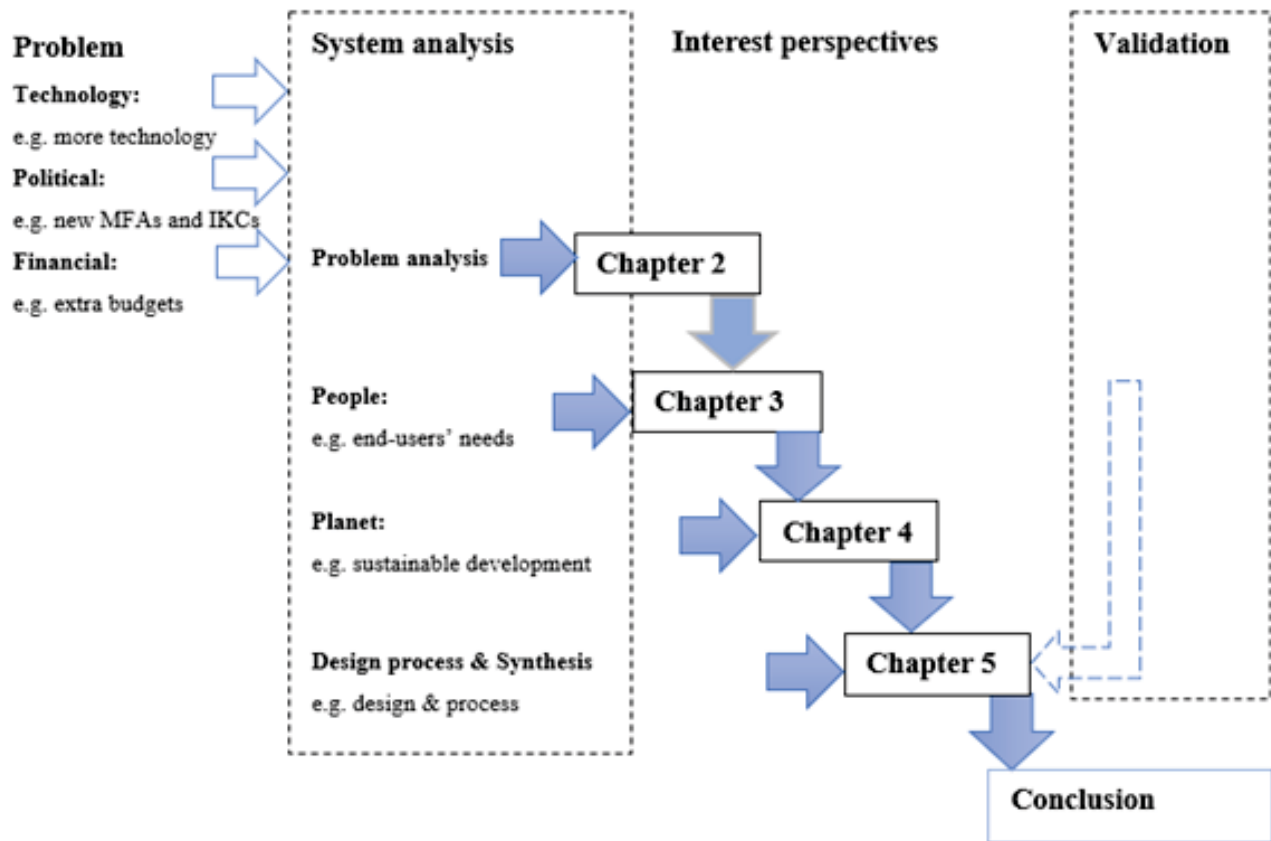 Problem
Technology:
e.g. more technology
Political:
e.g. new MFAs and IKCs
Financial:
e.g. extra budgets
System analysis
Problem analysis
People:
e.g. end-users’ needs
Planet:
e.g. sustainable development
Design process & Synthesis
e.g. design & process
Interest perspectives
Chapter 2
Chapter 3
Chapter 4
Chapter 5
Validation
Conclusion